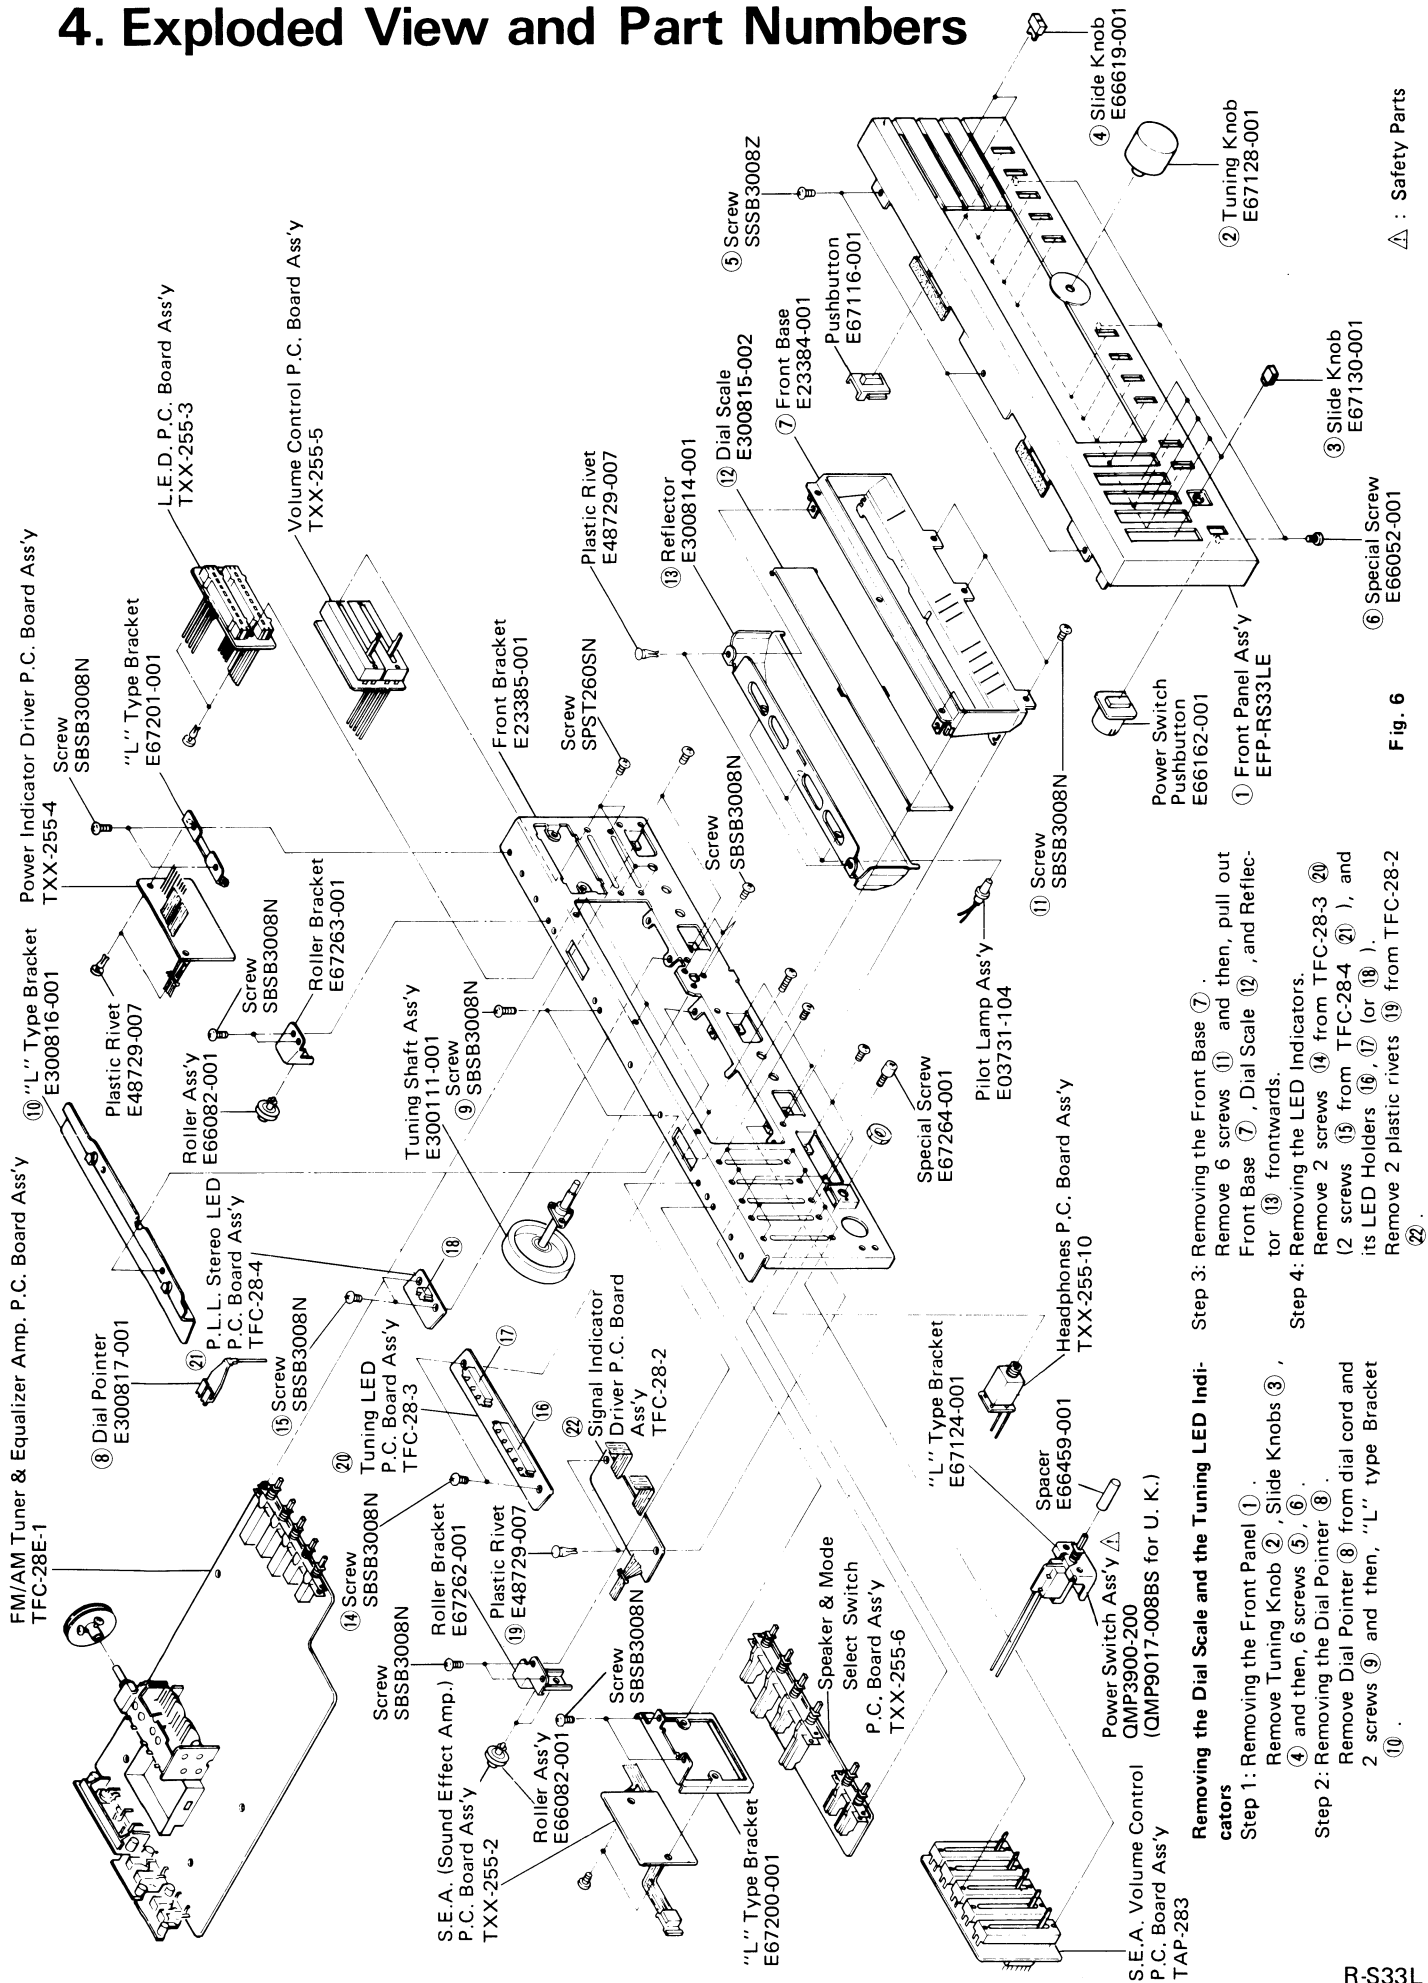 4. Exploded View and Part Numbers
FM/AM Tuner & Equalizer Amp. P.C. Board Ass'y
TFC-28E-1
⑩ "L" Type Bracket
E300816-001
Power Indicator Driver P.C. Board Ass'y
TXX-255-4
Screw
SBSB3008N
"L" Type Bracket
E67201-001
L.E.D. P.C. Board Ass'y
TXX-255-3
Volume Control P.C. Board Ass'y
TXX-255-5
⑧ Dial Pointer
E300817-001
Plastic Rivet
E48729-007
Roller Ass'y
E66082-001
Screw
SBSB3008N
Roller Bracket
E67263-001
㉑ P.L.L. Stereo LED
P.C. Board Ass'y
TFC-28-4
⑮ Screw
SBSB3008N
⑱
Tuning Shaft Ass'y
E300111-001
Screw
⑨ SBSB3008N
Front Bracket
E23385-001
Screw
SPST260SN
Plastic Rivet
E48729-007
⑬ Reflector
E300814-001
⑫ Dial Scale
E300815-002
⑦ Front Base
E23384-001
Pushbutton
E67116-001
⑤ Screw
SSSB3008Z
④ Slide Knob
E66619-001
② Tuning Knob
E67128-001
③ Slide Knob
E67130-001
⑥ Special Screw
E66052-001
⚠ : Safety Parts
Screw
SBSB3008N
⑳
Tuning LED
P.C. Board Ass'y
TFC-28-3
⑰
⑯
⑭ Screw
SBSB3008N
㉒
Signal Indicator
Driver P.C. Board
Ass'y
TFC-28-2
Roller Bracket
E67262-001
Plastic Rivet
⑲ E48729-007
Screw
SBSB3008N
S.E.A. (Sound Effect Amp.)
P.C. Board Ass'y
TXX-255-2
Roller Ass'y
E66082-001
Screw
SBSB3008N
"L" Type Bracket
E67200-001
Speaker & Mode
Select Switch
P.C. Board Ass'y
TXX-255-6
"L" Type Bracket
E67124-001
Headphones P.C. Board Ass'y
TXX-255-10
Spacer
E66459-001
Special Screw
E67264-001
Pilot Lamp Ass'y
E03731-104
⑪ Screw
SBSB3008N
Power Switch
Pushbutton
E66162-001
① Front Panel Ass'y
EFP-RS33LE
Power Switch Ass'y ⚠
QMP3900-200
(QMP9017-008BS for U. K.)
S.E.A. Volume Control
P.C. Board Ass'y
TAP-283
Fig. 6
Removing the Dial Scale and the Tuning LED Indi-
cators
Step 1: Removing the Front Panel ① .
Remove Tuning Knob ② , Slide Knobs ③ ,
④ and then, 6 screws ⑤, ⑥ .
Step 2: Removing the Dial Pointer ⑧ .
Remove Dial Pointer ⑧ from dial cord and
2 screws ⑨ and then, "L" type Bracket
⑩ .
Step 3: Removing the Front Base ⑦ .
Remove 6 screws ⑪ and then, pull out
Front Base ⑦ , Dial Scale ⑫ , and Reflec-
tor ⑬ frontwards.
Step 4: Removing the LED Indicators.
Remove 2 screws ⑭ from TFC-28-3 ⑳
(2 screws ⑮ from TFC-28-4 ㉑ ), and
its LED Holders ⑯ , ⑰ (or ⑱ ).
Remove 2 plastic rivets ⑲ from TFC-28-2
㉒ .
R-S33L